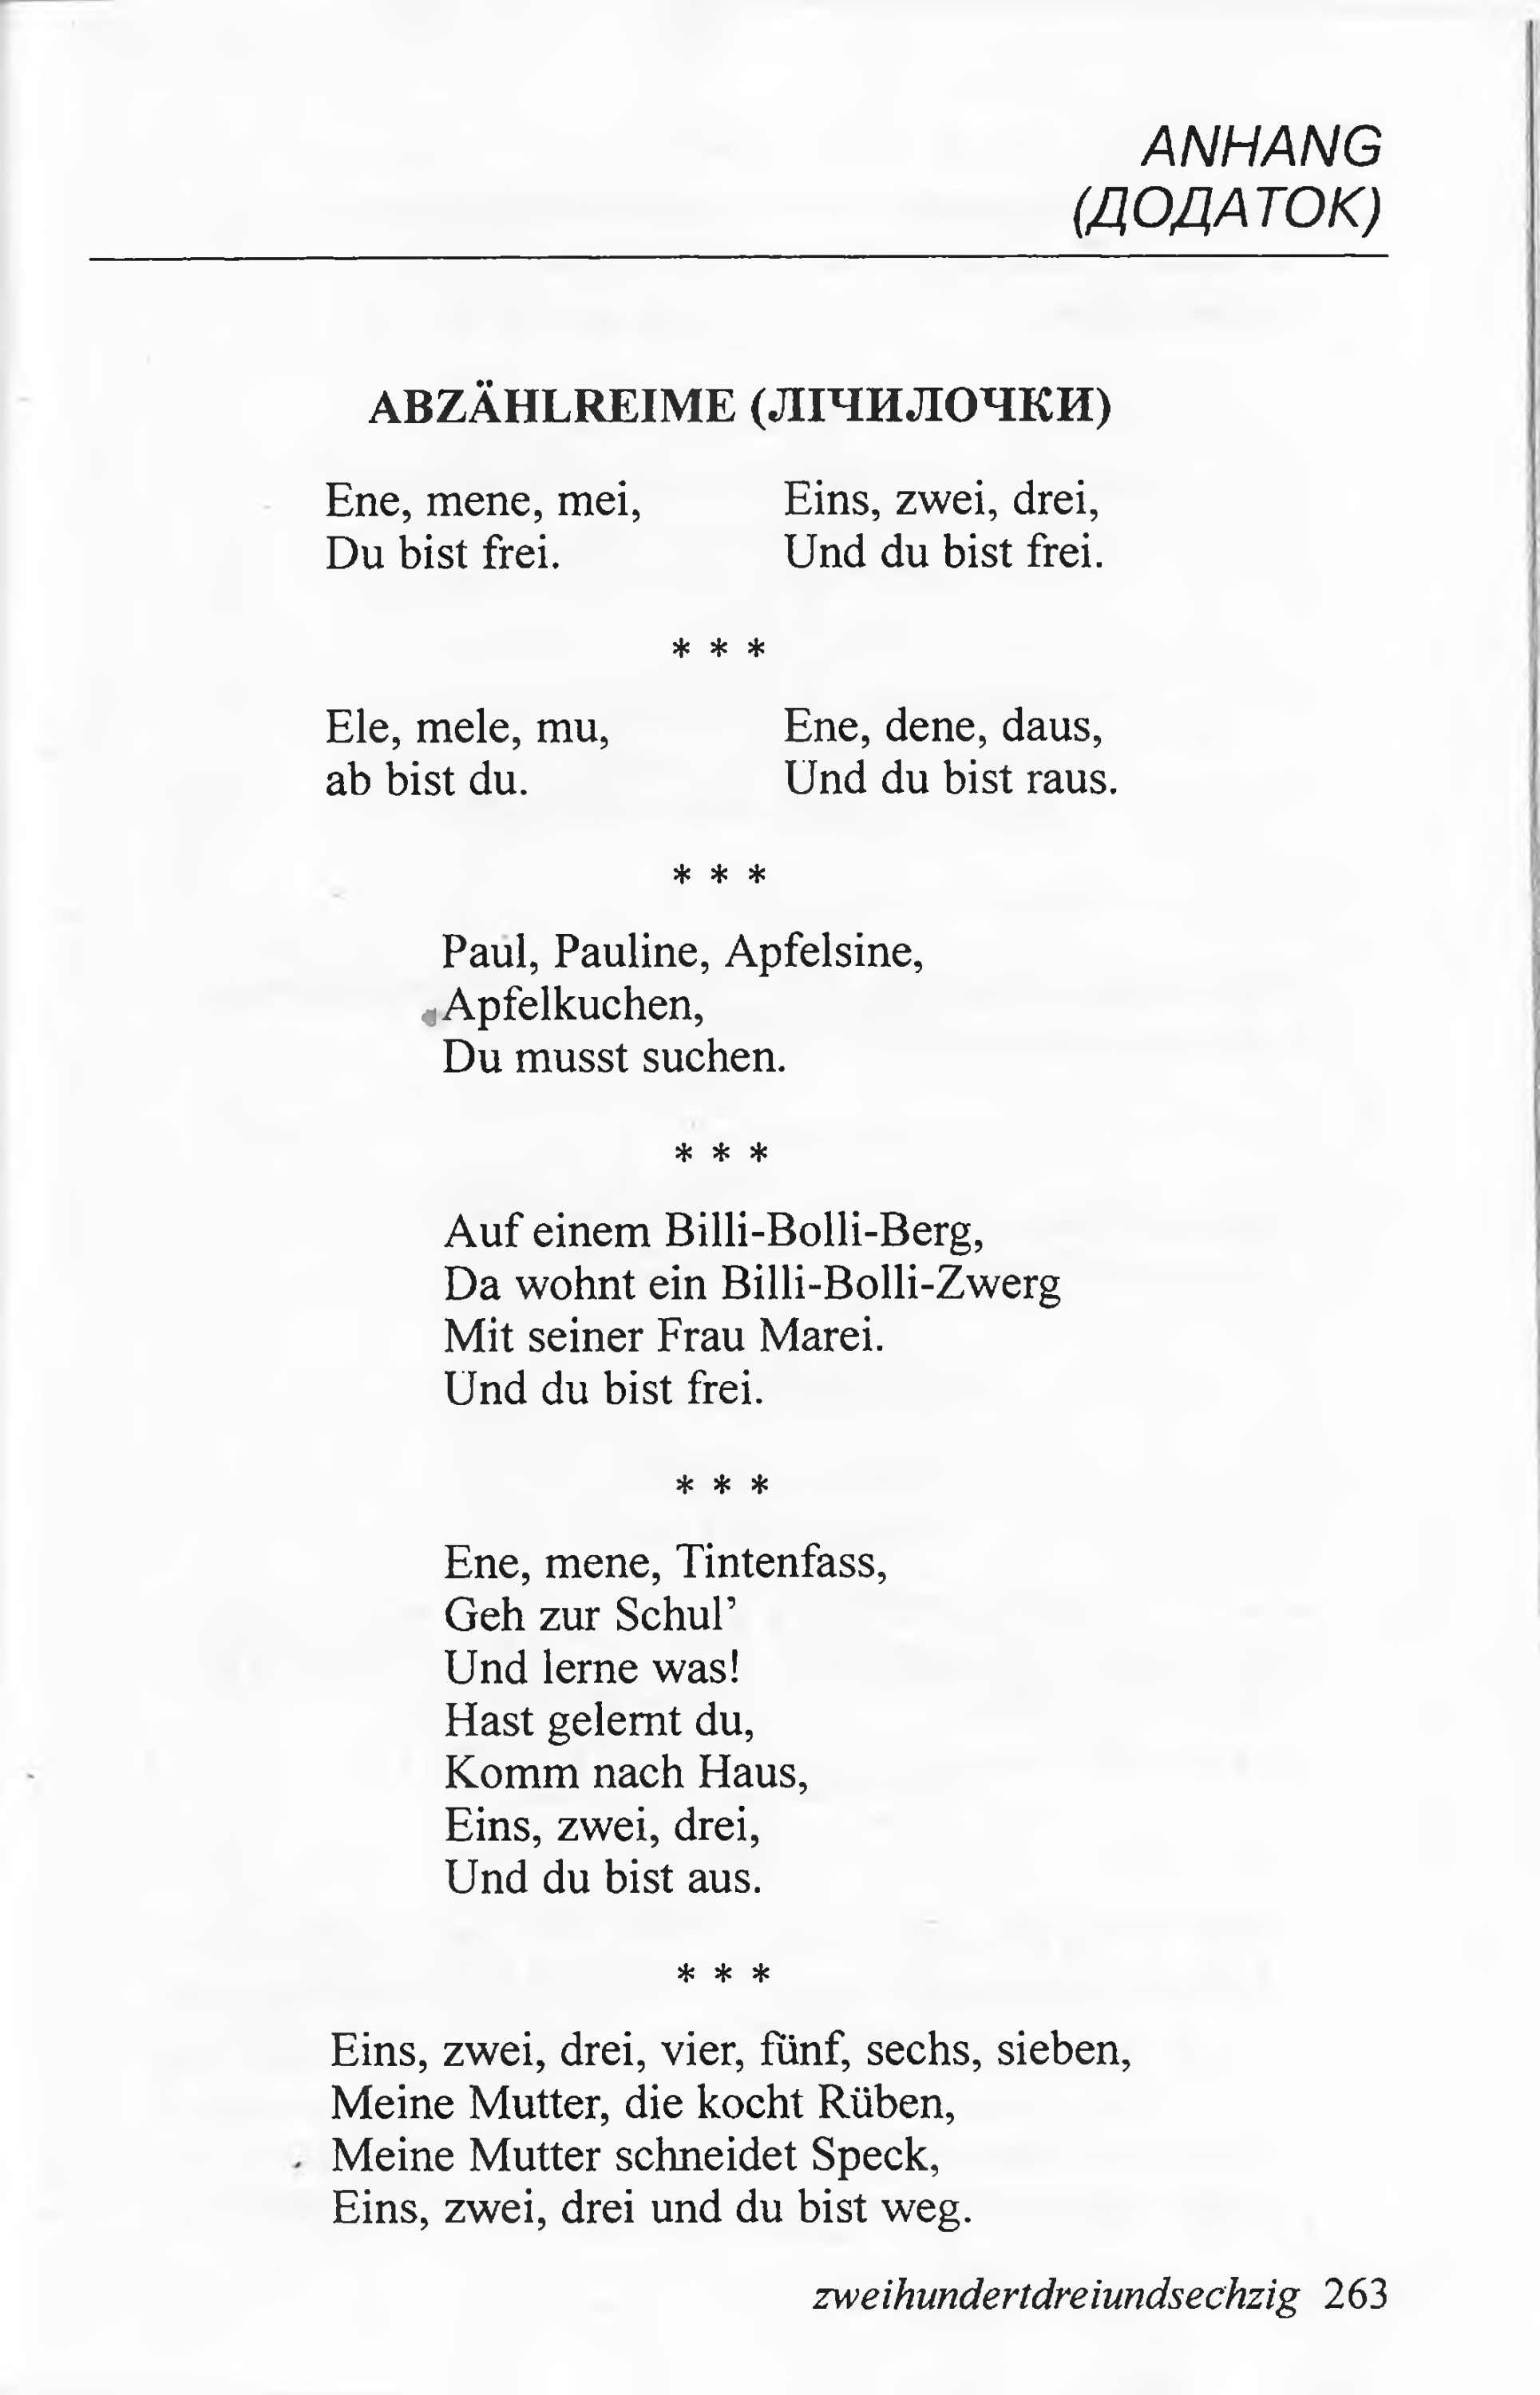 ANHANG
(ДОДАТОК)
ABZÄHLREIME (ЛІЧИЛОЧКИ)
Ene, mene, mei,
Du bist frei.
Eins, zwei, drei,
Und du bist frei.
* * *
Ele, mele, mu,
ab bist du.
Ene, dene, daus,
Und du bist raus.
* * *
Paul, Pauline, Apfelsine,
Apfelkuchen,
Du musst suchen.
* * *
Auf einem Billi-Bolli-Berg,
Da wohnt ein Billi-Bolli-Zwerg
Mit seiner Frau Marei.
Und du bist frei.
* * *
Ene, mene, Tintenfass,
Geh zur Schul’
Und lerne was!
Hast gelernt du,
Komm nach Haus,
Eins, zwei, drei,
Und du bist aus.
* * *
Eins, zwei, drei, vier, fünf, sechs, sieben,
Meine Mutter, die kocht Rüben,
Meine Mutter schneidet Speck,
Eins, zwei, drei und du bist weg.
zweihundertdreiundsechzig 263